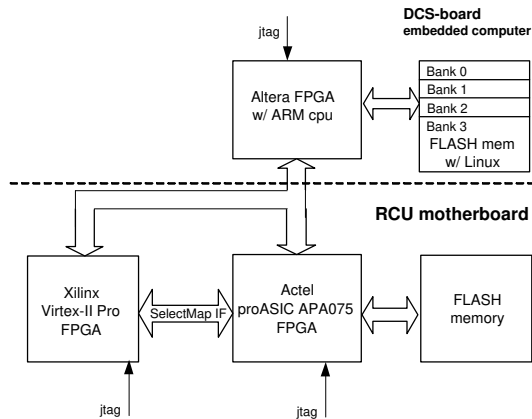 DCS-board
embedded computer
jtag
Altera FPGA
w/ ARM cpu
Bank 0
Bank 1
Bank 2
Bank 3
FLASH mem
w/ Linux
RCU motherboard
Xilinx
Virtex-II Pro
FPGA
SelectMap IF
Actel
proASIC APA075
FPGA
FLASH
memory
jtag
jtag